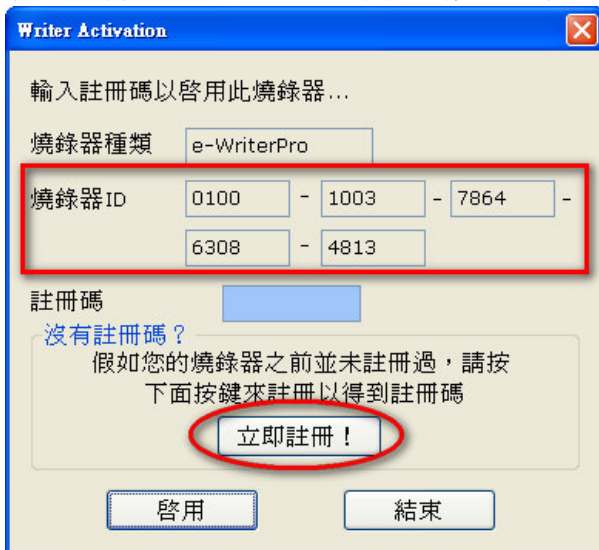 Writer Activation
輸入註冊碼以啓用此燒錄器...
燒錄器種類 e-WriterPro
燒錄器ID 0100 - 1003 - 7864 -
6308 - 4813
註冊碼
沒有註冊碼？
假如您的燒錄器之前並未註冊過，請按
下面按鍵來註冊以得到註冊碼
立即註冊！
啓用 結束